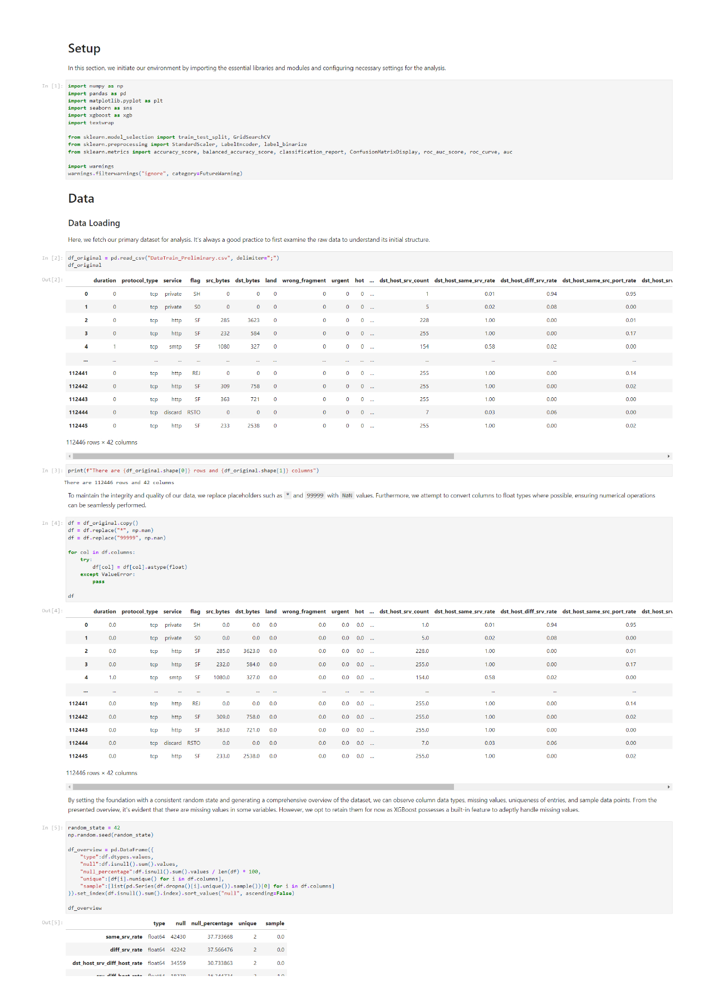 Setup
In this section, we initiate our environment by importing the essential libraries and modules and configuring necessary settings for the analysis.
In [1]:
import numpy as np
import pandas as pd
import matplotlib.pyplot as plt
import seaborn as sns
import xgboost as xgb
import textwrap
from sklearn.model_selection import train_test_split, GridSearchCV
from sklearn.preprocessing import StandardScaler, LabelEncoder, label_binarize
from sklearn.metrics import accuracy_score, balanced_accuracy_score, classification_report, ConfusionMatrixDisplay, roc_auc_score, roc_curve, auc
import warnings
warnings.filterwarnings("ignore", category=FutureWarning)
Data
Data Loading
Here, we fetch our primary dataset for analysis. It's always a good practice to first examine the raw data to understand its initial structure.
In [2]:
df_original = pd.read_csv("DataTrain_Preliminary.csv", delimiter=";")
df_original
Out[2]:
duration protocol_type service flag src_bytes dst_bytes land wrong_fragment urgent hot ... dst_host_srv_count dst_host_same_srv_rate dst_host_diff_srv_rate dst_host_same_src_port_rate dst_host_srv
0 0 tcp private SH 0 0 0 0 0 0 ... 1 0.01 0.94 0.95
1 0 tcp private S0 0 0 0 0 0 0 ... 5 0.02 0.08 0.00
2 0 tcp http SF 285 3623 0 0 0 0 ... 228 1.00 0.00 0.01
3 0 tcp http SF 232 584 0 0 0 0 ... 255 1.00 0.00 0.17
4 1 tcp smtp SF 1080 327 0 0 0 0 ... 154 0.58 0.02 0.00
... ... ... ... ... ... ... ... ... ... ... ... ... ... ... ...
112441 0 tcp http REJ 0 0 0 0 0 0 ... 255 1.00 0.00 0.14
112442 0 tcp http SF 309 758 0 0 0 0 ... 255 1.00 0.00 0.02
112443 0 tcp http SF 363 721 0 0 0 0 ... 255 1.00 0.00 0.00
112444 0 tcp discard RSTO 0 0 0 0 0 0 ... 7 0.03 0.06 0.00
112445 0 tcp http SF 233 2538 0 0 0 0 ... 255 1.00 0.00 0.02
112446 rows × 42 columns
In [3]:
print(f"There are {df_original.shape[0]} rows and {df_original.shape[1]} columns")
There are 112446 rows and 42 columns
To maintain the integrity and quality of our data, we replace placeholders such as * and 99999 with NaN values. Furthermore, we attempt to convert columns to float types where possible, ensuring numerical operations
can be seamlessly performed.
In [4]:
df = df_original.copy()
df = df.replace("*", np.nan)
df = df.replace("99999", np.nan)
for col in df.columns:
try:
df[col] = df[col].astype(float)
except ValueError:
pass
df
Out[4]:
duration protocol_type service flag src_bytes dst_bytes land wrong_fragment urgent hot ... dst_host_srv_count dst_host_same_srv_rate dst_host_diff_srv_rate dst_host_same_src_port_rate dst_host_srv
0 0.0 tcp private SH 0.0 0.0 0.0 0.0 0.0 0.0 ... 1.0 0.01 0.94 0.95
1 0.0 tcp private S0 0.0 0.0 0.0 0.0 0.0 0.0 ... 5.0 0.02 0.08 0.00
2 0.0 tcp http SF 285.0 3623.0 0.0 0.0 0.0 0.0 ... 228.0 1.00 0.00 0.01
3 0.0 tcp http SF 232.0 584.0 0.0 0.0 0.0 0.0 ... 255.0 1.00 0.00 0.17
4 1.0 tcp smtp SF 1080.0 327.0 0.0 0.0 0.0 0.0 ... 154.0 0.58 0.02 0.00
... ... ... ... ... ... ... ... ... ... ... ... ... ... ... ...
112441 0.0 tcp http REJ 0.0 0.0 0.0 0.0 0.0 0.0 ... 255.0 1.00 0.00 0.14
112442 0.0 tcp http SF 309.0 758.0 0.0 0.0 0.0 0.0 ... 255.0 1.00 0.00 0.02
112443 0.0 tcp http SF 363.0 721.0 0.0 0.0 0.0 0.0 ... 255.0 1.00 0.00 0.00
112444 0.0 tcp discard RSTO 0.0 0.0 0.0 0.0 0.0 0.0 ... 7.0 0.03 0.06 0.00
112445 0.0 tcp http SF 233.0 2538.0 0.0 0.0 0.0 0.0 ... 255.0 1.00 0.00 0.02
112446 rows × 42 columns
By setting the foundation with a consistent random state and generating a comprehensive overview of the dataset, we can observe column data types, missing values, uniqueness of entries, and sample data points. From the
presented overview, it's evident that there are missing values in some variables. However, we opt to retain them for now as XGBoost possesses a built-in feature to adeptly handle missing values.
In [5]:
random_state = 42
np.random.seed(random_state)
df_overview = pd.DataFrame({
"type":df.dtypes.values,
"null":df.isnull().sum().values,
"null_percentage":df.isnull().sum().values / len(df) * 100,
"unique":[df[i].nunique() for i in df.columns],
"sample":[list(pd.Series(df.dropna()[i].unique()).sample())[0] for i in df.columns]
}).set_index(df.isnull().sum().index).sort_values("null", ascending=False)
df_overview
Out[5]:
type null null_percentage unique sample
same_srv_rate float64 42430 37.733668 2 0.0
diff_srv_rate float64 42242 37.566476 2 0.0
dst_host_srv_diff_host_rate float64 34559 30.733863 2 0.0